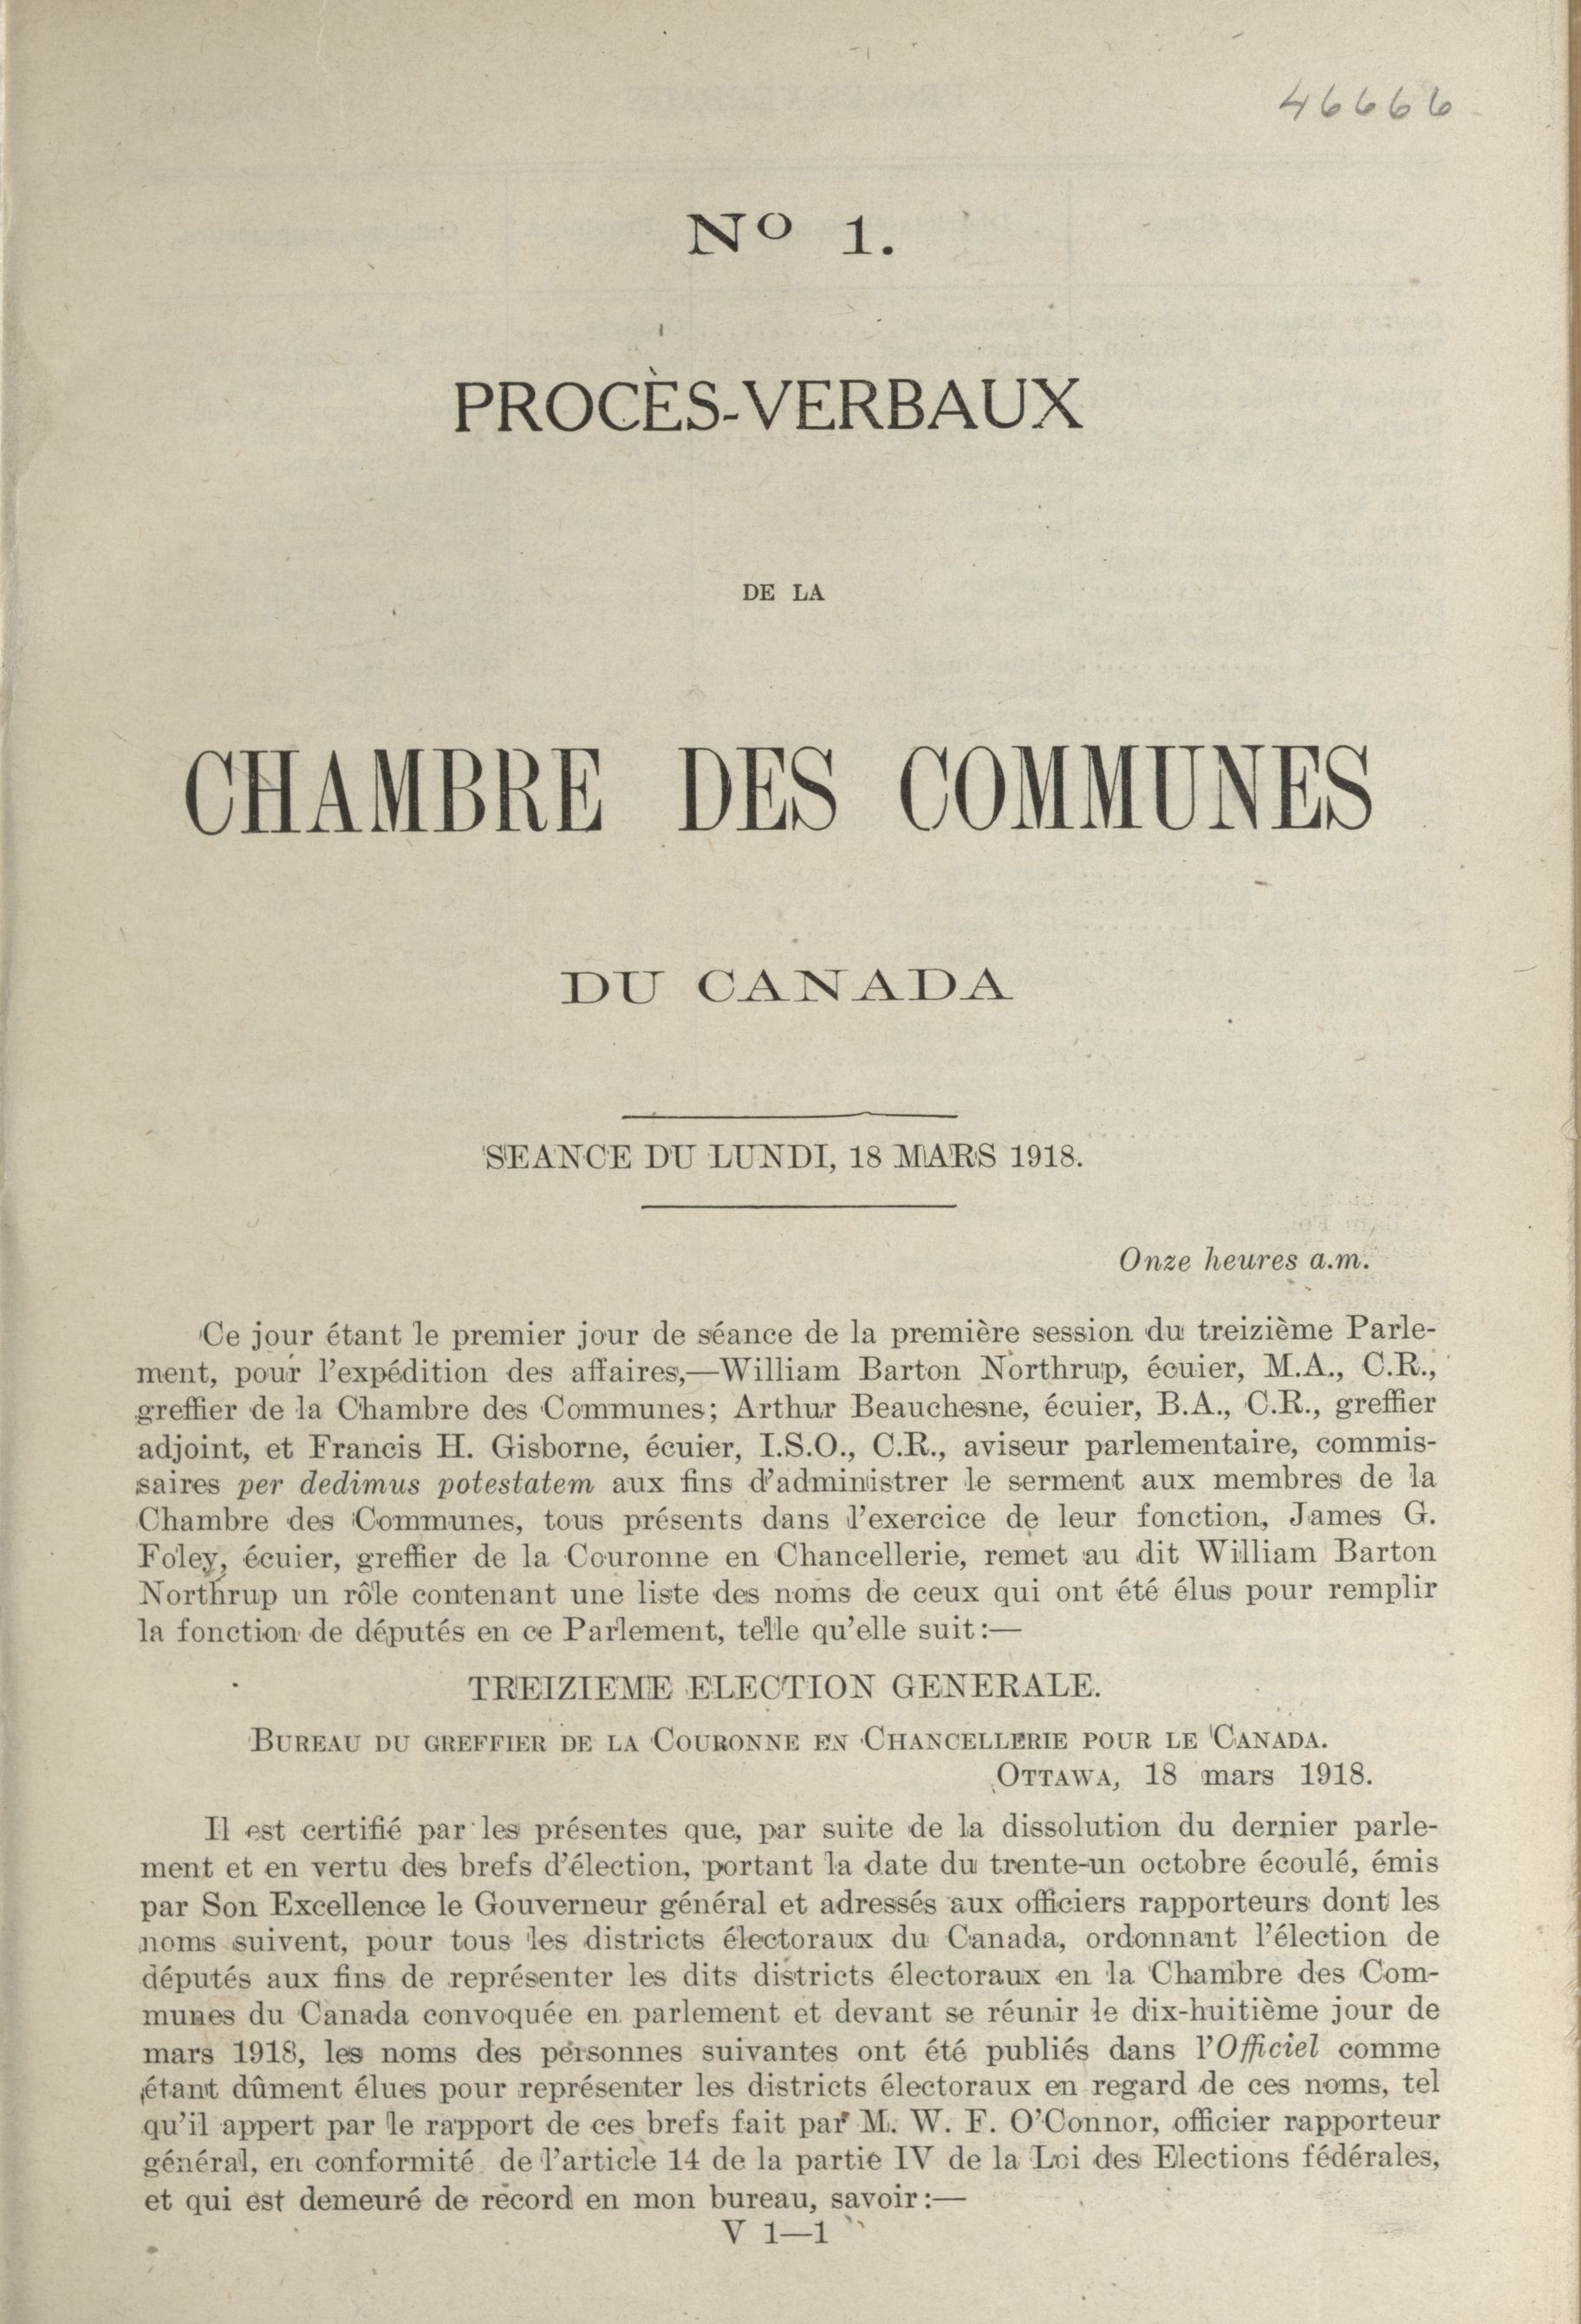 46666
No 1.
PROCÈS-VERBAUX
DE LA
CHAMBRE DES COMMUNES
DU CANADA
SEANCE DU LUNDI, 18 MARS 1918.
Onze heures a.m.
Ce jour étant le premier jour de séance de la première session du treizième Parle-
ment, pour l'expédition des affaires,—William Barton Northrup, écuier, M.A., C.R.,
greffier de la Chambre des Communes; Arthur Beauchesne, écuier, B.A., C.R., greffier
adjoint, et Francis H. Gisborne, écuier, I.S.O., C.R., aviseur parlementaire, commis-
saires per dedimus potestatem aux fins d'administrer le serment aux membres de la
Chambre des Communes, tous présents dans l'exercice de leur fonction, James G.
Foley, écuier, greffier de la Couronne en Chancellerie, remet au dit William Barton
Northrup un rôle contenant une liste des noms de ceux qui ont été élus pour remplir
la fonction de députés en ce Parlement, telle qu'elle suit:—
TREIZIEME ELECTION GENERALE.
BUREAU DU GREFFIER DE LA COURONNE EN CHANCELLERIE POUR LE CANADA.
OTTAWA, 18 mars 1918.
Il est certifié par les présentes que, par suite de la dissolution du dernier parle-
ment et en vertu des brefs d'élection, portant la date du trente-un octobre écoulé, émis
par Son Excellence le Gouverneur général et adressés aux officiers rapporteurs dont les
noms suivent, pour tous les districts électoraux du Canada, ordonnant l'élection de
députés aux fins de représenter les dits districts électoraux en la Chambre des Com-
munes du Canada convoquée en parlement et devant se réunir le dix-huitième jour de
mars 1918, les noms des personnes suivantes ont été publiés dans l'Officiel comme
étant dûment élues pour représenter les districts électoraux en regard de ces noms, tel
qu'il appert par le rapport de ces brefs fait par M. W. F. O'Connor, officier rapporteur
général, en conformité de l'article 14 de la partie IV de la Loi des Elections fédérales,
et qui est demeuré de record en mon bureau, savoir:—
V 1—1